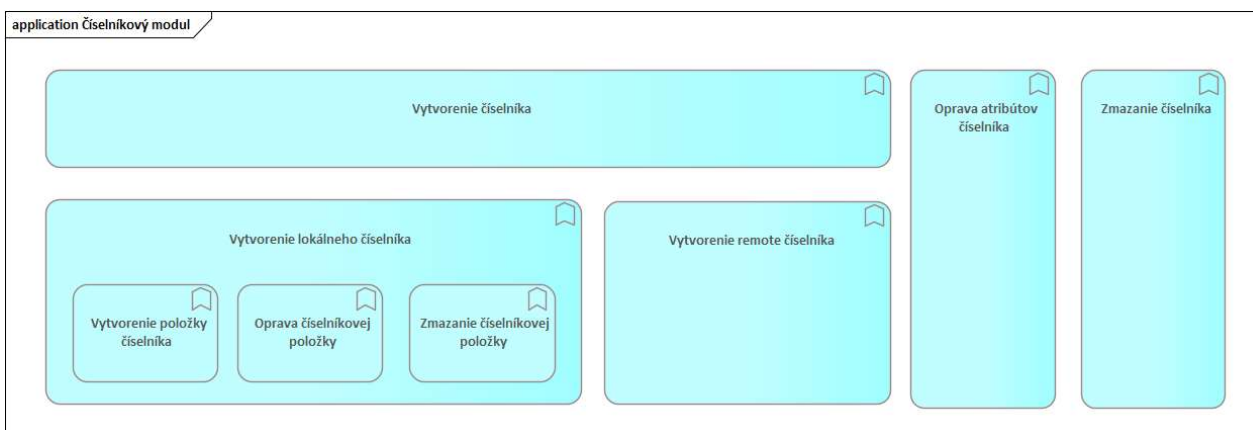 application Číselníkový modul
Vytvorenie číselníka
Oprava atribútov
číselníka
Zmazanie číselníka
Vytvorenie lokálneho číselníka
Vytvorenie remote číselníka
Vytvorenie položky
číselníka
Oprava číselníkovej
položky
Zmazanie číselníkovej
položky